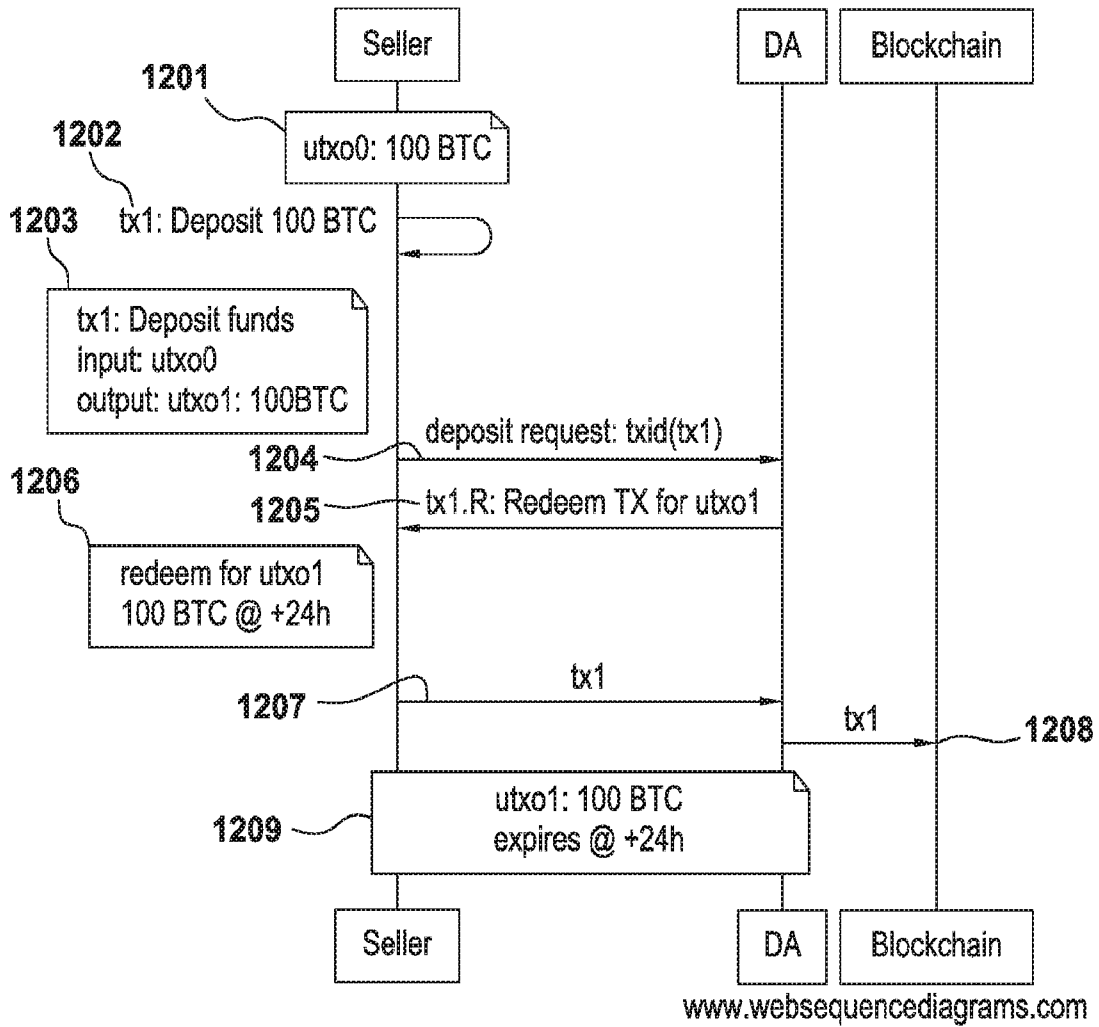 Seller
DA
Blockchain
1201
utxo0: 100 BTC
1202
tx1: Deposit 100 BTC
1203
tx1: Deposit funds
input: utxo0
output: utxo1: 100BTC
deposit request: txid(tx1)
1204
1206
1205
tx1.R: Redeem TX for utxo1
redeem for utxo1
100 BTC @ +24h
tx1
1207
tx1
1208
utxo1: 100 BTC
expires @ +24h
1209
Seller
DA
Blockchain
www.websequencediagrams.com